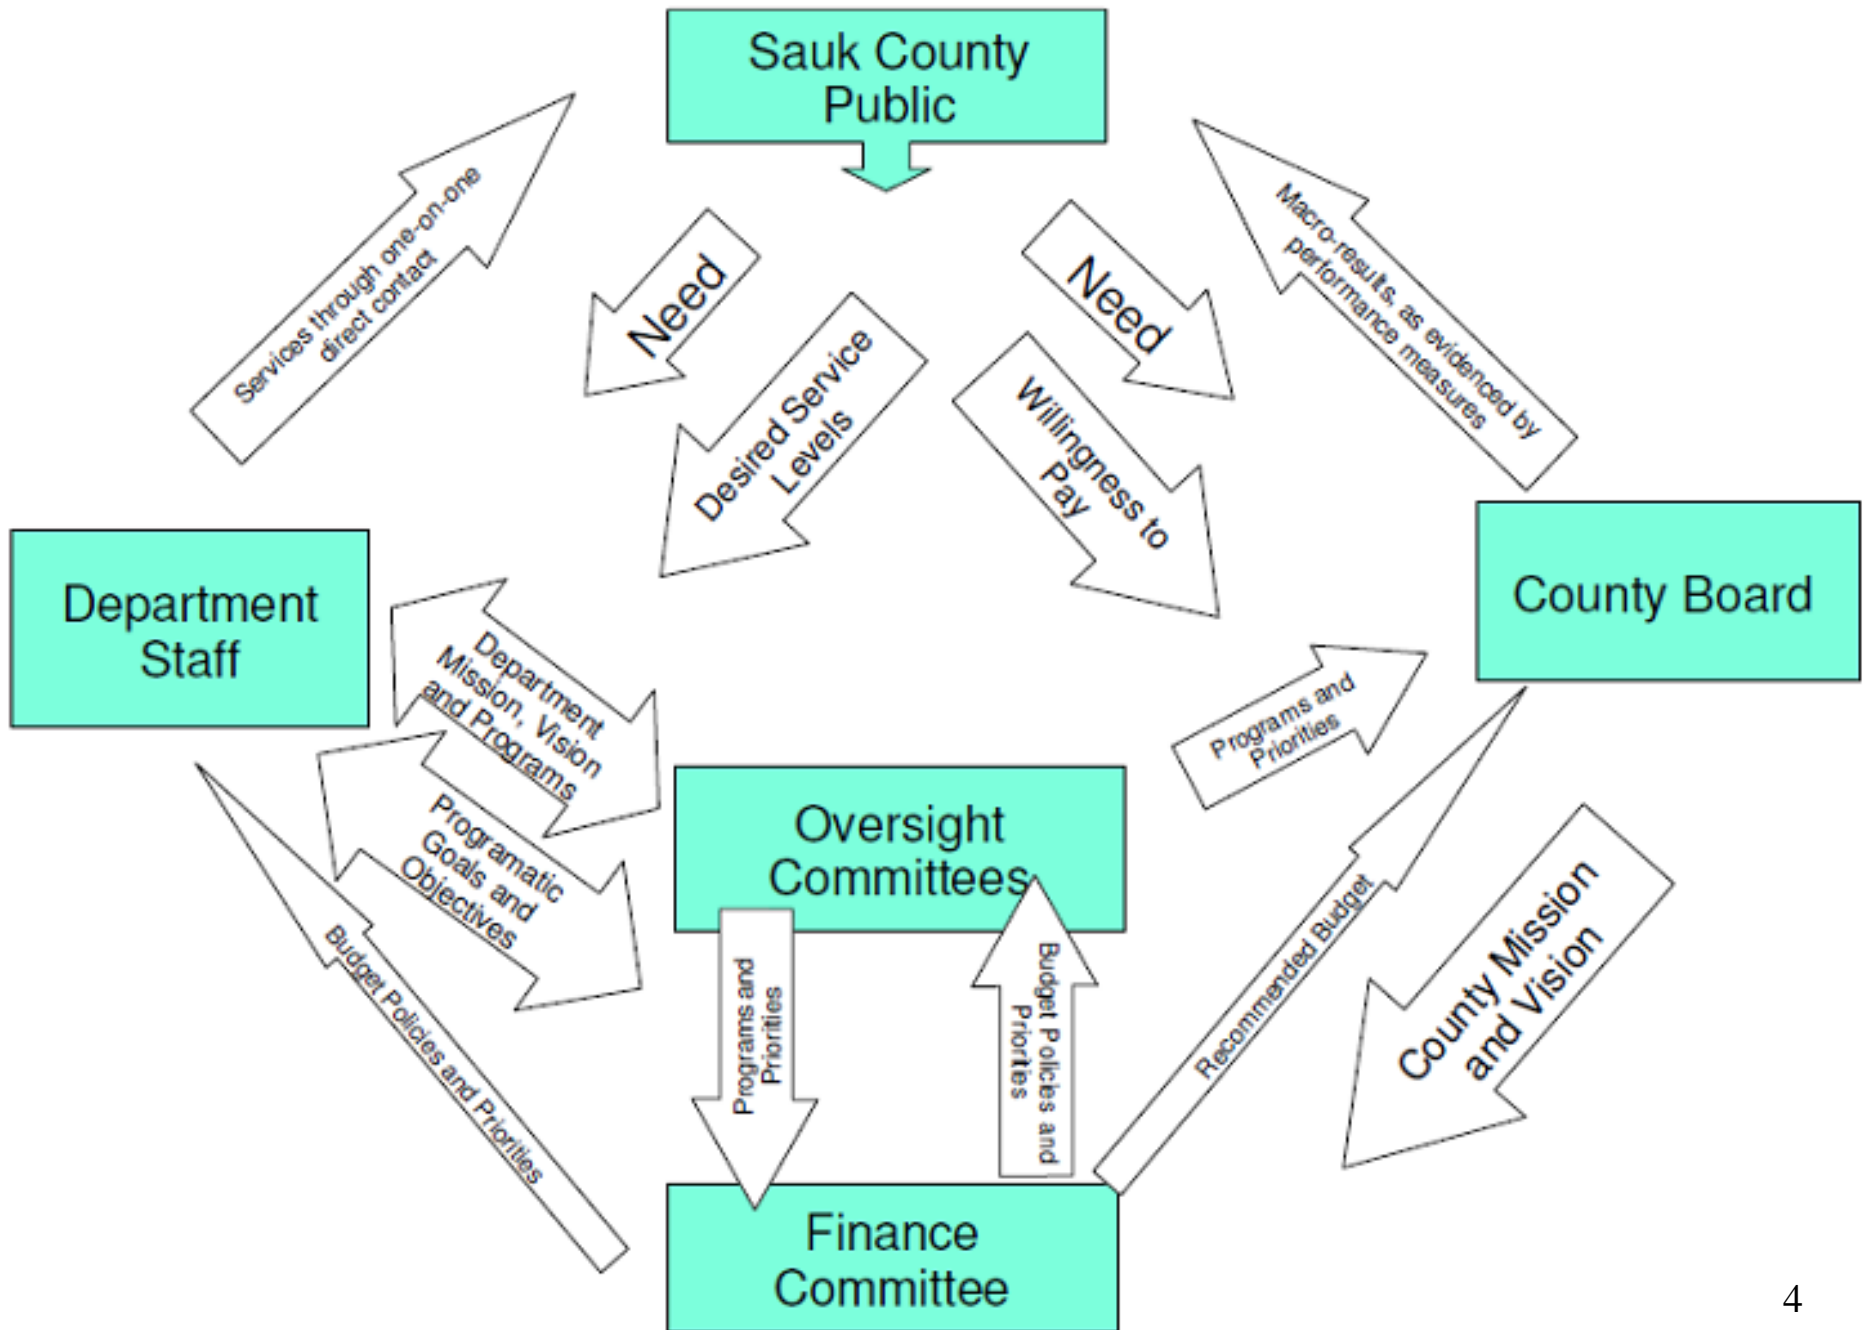 Sauk County
Public
Services through one-on-one
direct contact
Need
Need
Macro-results, as evidenced by
performance measures
Desired Service
Levels
Willingness to
Pay
Department
Staff
County Board
Department
Mission, Vision
and Programs
Programs and
Priorities
Programatic
Goals and
Objectives
Oversight
Committees
Budget Policies and Priorities
Programs and
Priorities
Budget Policies and
Priorities
Recommended Budget
County Mission
and Vision
Finance
Committee
4